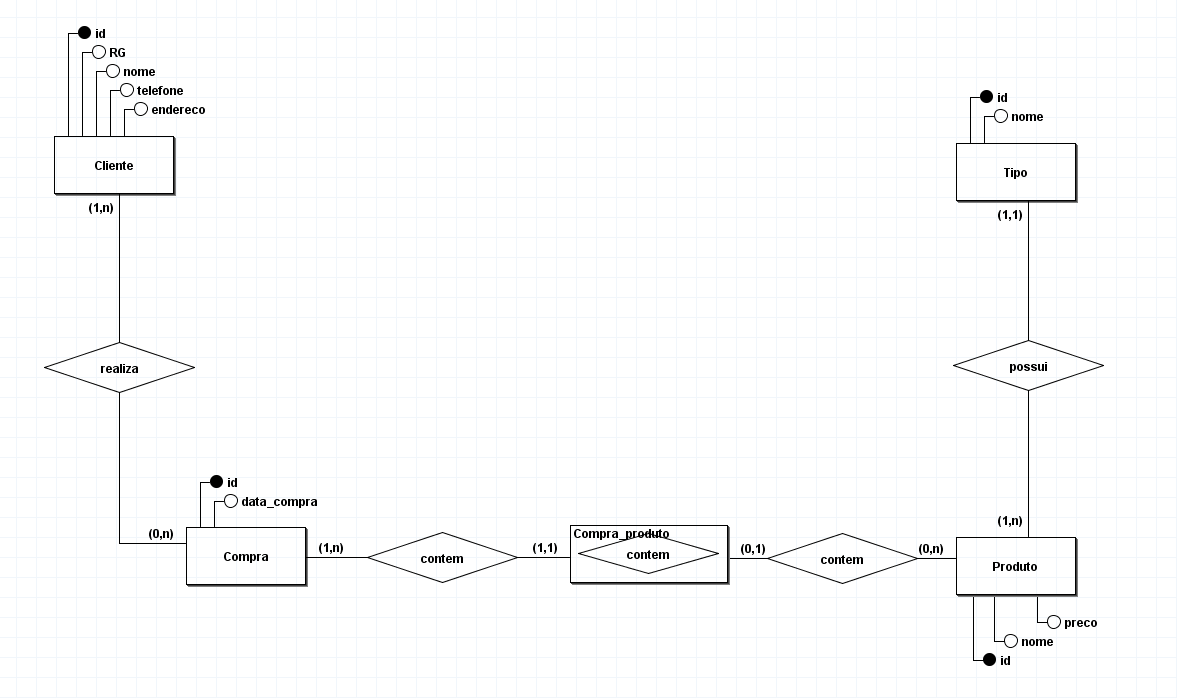 id
RG
nome
telefone
endereco
Cliente
(1,n)
realiza
(0,n)
id
data_compra
Compra
(1,n)
contem
(1,1)
Compra_produto
contem
(0,1)
contem
(0,n)
id
nome
Tipo
(1,1)
possui
(1,n)
Produto
preco
nome
id